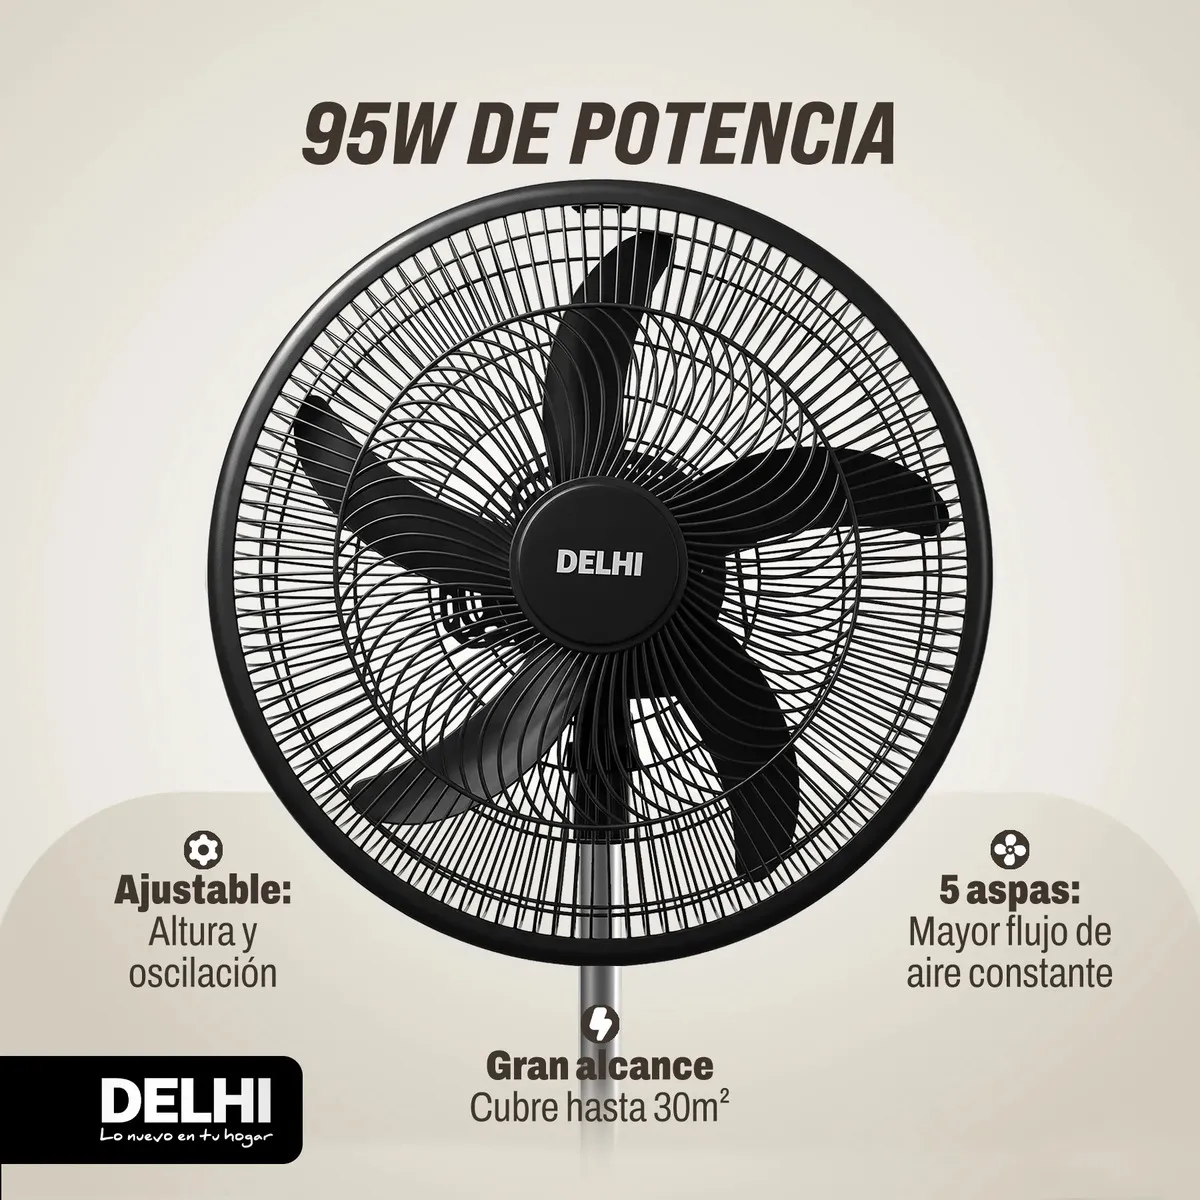 95W DE POTENCIA
DELHI
Ajustable:
Altura y
oscilación
5 aspas:
Mayor flujo de
aire constante
Gran alcance
Cubre hasta 30m²
DELHI
Lo nuevo en tu hogar